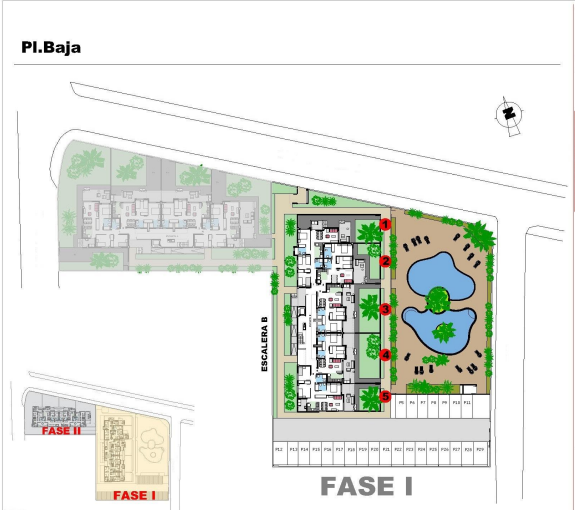 Pl.Baja
N
1
2
3
4
5
ESCALERA B
P5 P6 P7 P8 P9 P10 P11
P12 P13 P14 P15 P16 P17 P18 P19 P20 P21 P22 P23 P24 P25 P26 P27 P28 P29
FASE I
FASE II
FASE I